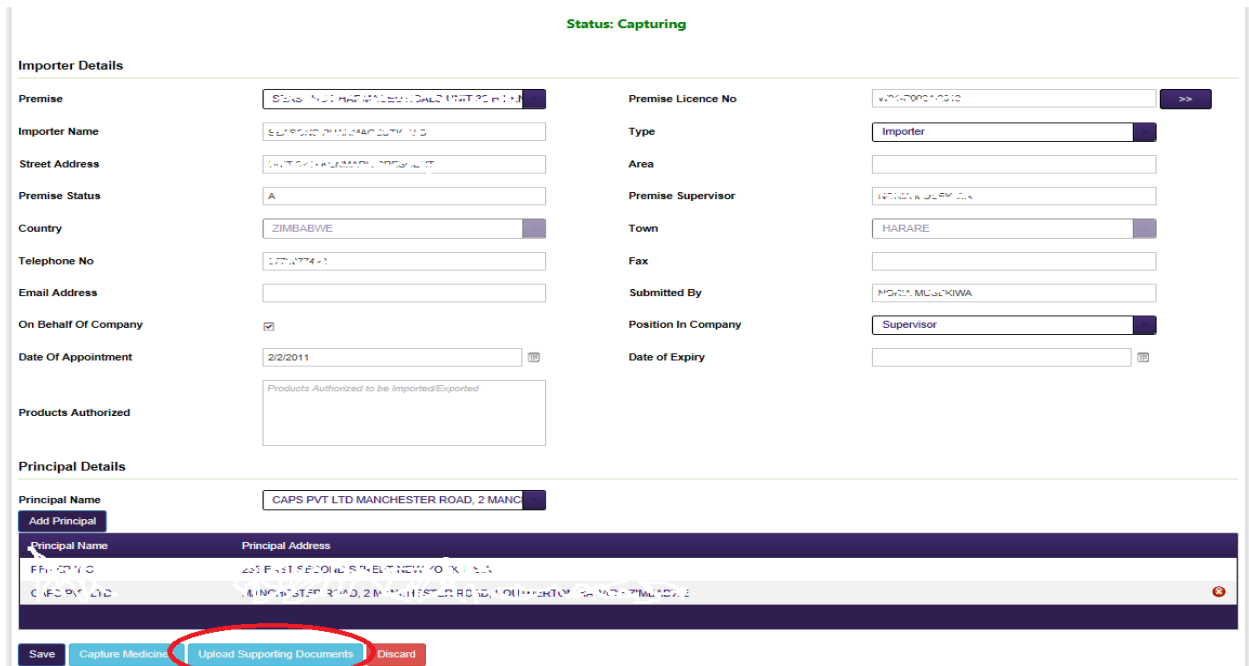 Status: Capturing
Importer Details
Premise
Premise Licence No >>
Importer Name
Type Importer
Street Address
Area
Premise Status A
Premise Supervisor
Country ZIMBABWE
Town HARARE
Telephone No
Fax
Email Address
Submitted By MUSEKIWA
On Behalf Of Company
Position In Company Supervisor
Date Of Appointment 2/2/2011
Date of Expiry
Products Authorized Products Authorized to be Imported/Exported
Principal Details
Principal Name CAPS PVT LTD MANCHESTER ROAD, 2 MANC
Add Principal
Principal Name Principal Address
MANCHESTER ROAD, 2
Save Capture Medicine Upload Supporting Documents Discard